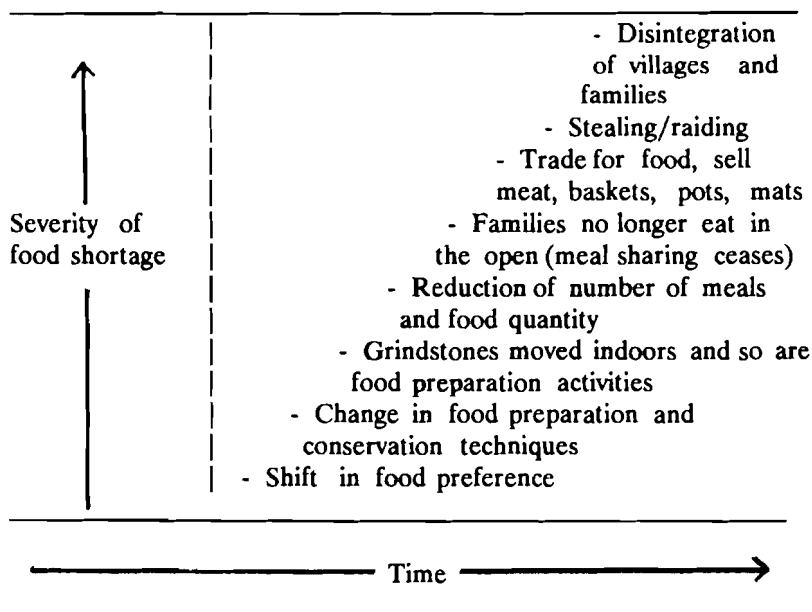 - Disintegration
of villages and
families
- Stealing/raiding
- Trade for food, sell
meat, baskets, pots, mats
Severity of
food shortage
- Families no longer eat in
the open (meal sharing ceases)
- Reduction of number of meals
and food quantity
- Grindstones moved indoors and so are
food preparation activities
- Change in food preparation and
conservation techniques
- Shift in food preference
Time